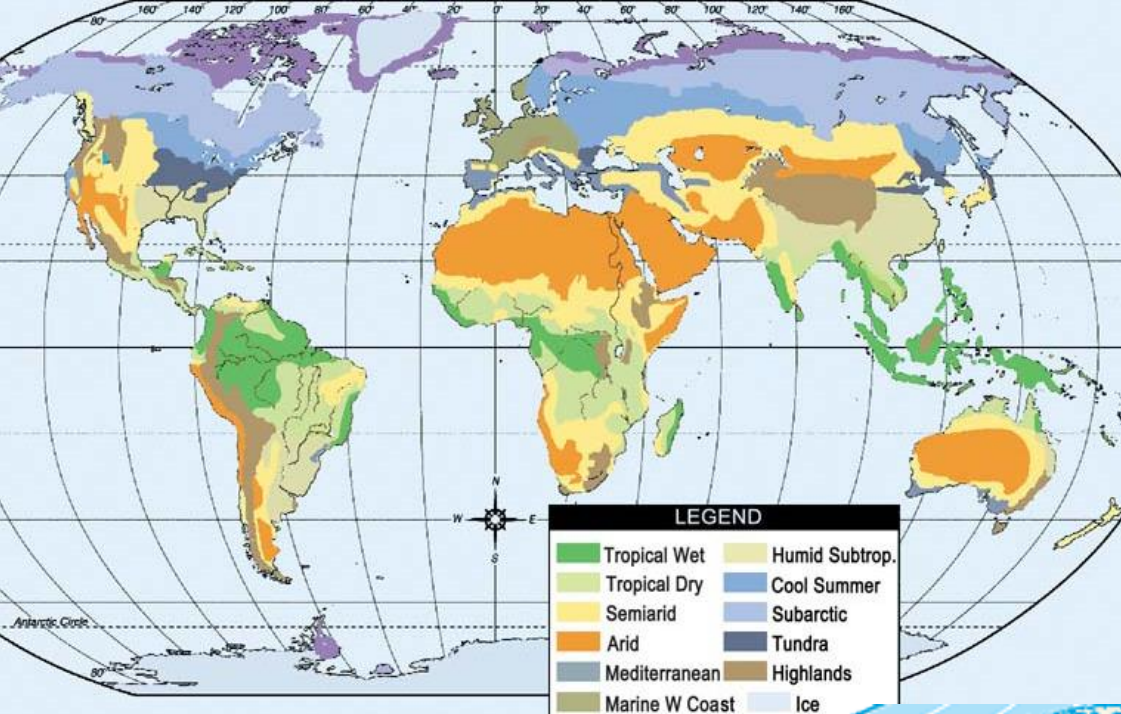 160° 140° 120° 100° 80° 60° 40° 20° 0° 20° 40° 60° 80° 100° 120° 140° 160°
80°
N
W E
S
LEGEND
Tropical Wet Humid Subtrop.
Tropical Dry Cool Summer
Semiarid Subarctic
Arid Tundra
Mediterranean Highlands
Marine W Coast Ice
Antarctic Circle
80°